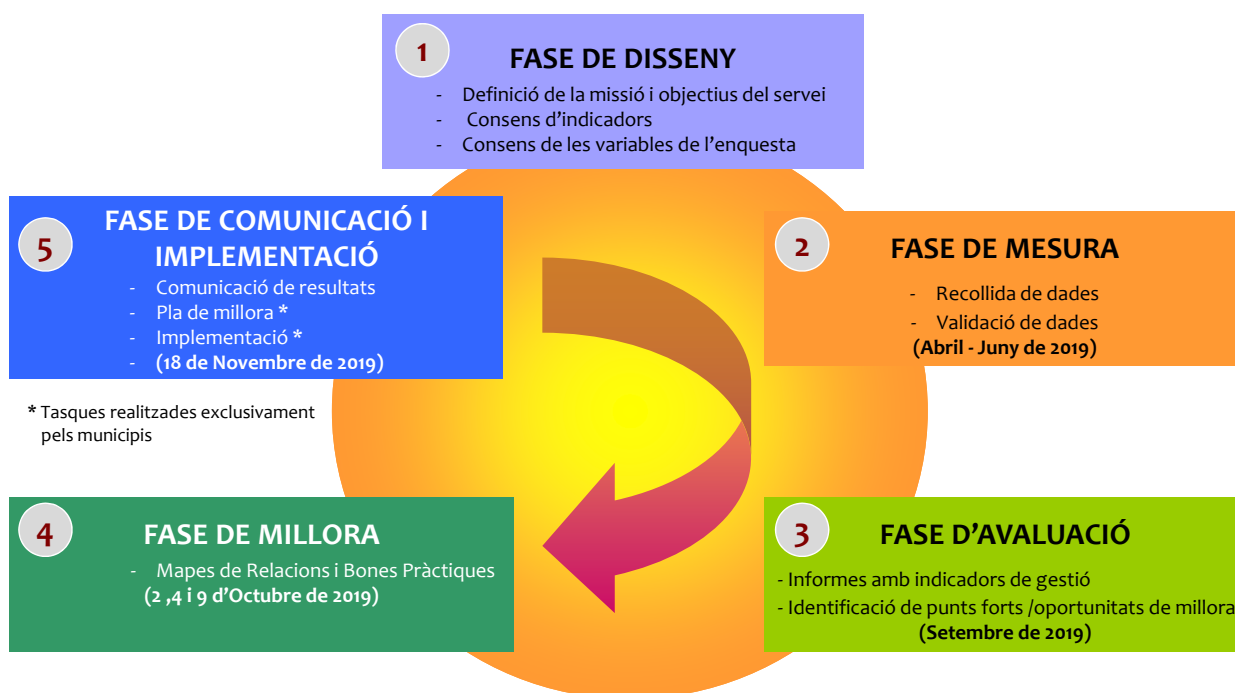 1
FASE DE DISSENY
- Definició de la missió i objectius del servei
- Consens d’indicadors
- Consens de les variables de l’enquesta
2
FASE DE MESURA
- Recollida de dades
- Validació de dades
(Abril - Juny de 2019)
3
FASE D’AVALUACIÓ
- Informes amb indicadors de gestió
- Identificació de punts forts /oportunitats de millora
(Setembre de 2019)
4
FASE DE MILLORA
- Mapes de Relacions i Bones Pràctiques
(2 ,4 i 9 d’Octubre de 2019)
5
FASE DE COMUNICACIÓ I
IMPLEMENTACIÓ
- Comunicació de resultats
- Pla de millora *
- Implementació *
- (18 de Novembre de 2019)
* Tasques realitzades exclusivament
pels municipis